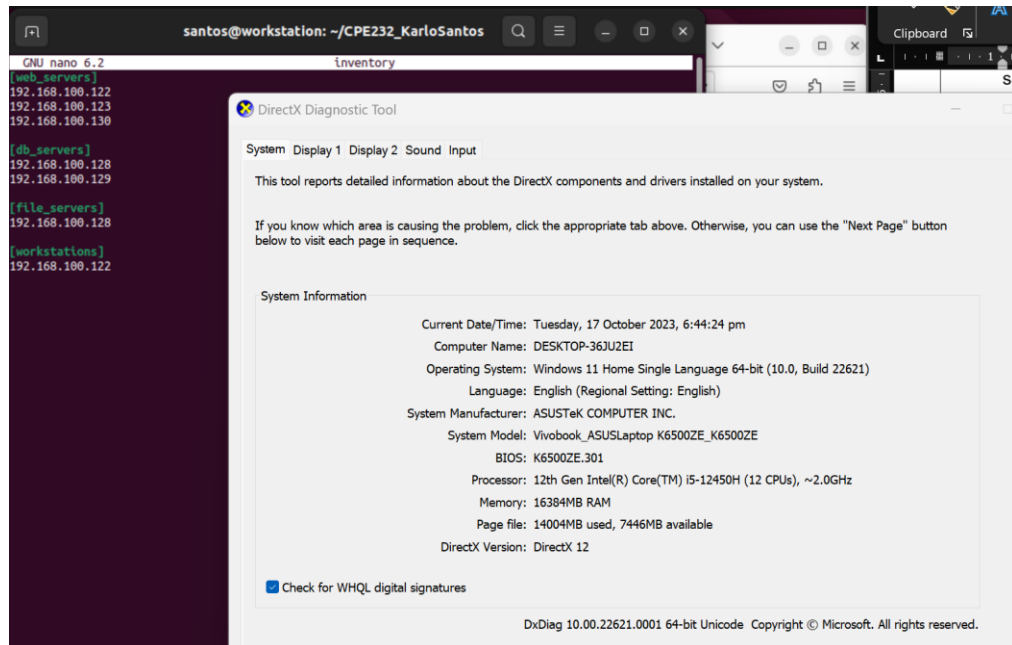 santos@workstation: ~/CPE232_KarloSantos
Clipboard
GNU nano 6.2 inventory
[web_servers]
192.168.100.122
192.168.100.123
192.168.100.130
[db_servers]
192.168.100.128
192.168.100.129
[file_servers]
192.168.100.128
[workstations]
192.168.100.122
DirectX Diagnostic Tool
System Display 1 Display 2 Sound Input
This tool reports detailed information about the DirectX components and drivers installed on your system.
If you know which area is causing the problem, click the appropriate tab above. Otherwise, you can use the "Next Page" button
below to visit each page in sequence.
System Information
Current Date/Time: Tuesday, 17 October 2023, 6:44:24 pm
Computer Name: DESKTOP-36JU2EI
Operating System: Windows 11 Home Single Language 64-bit (10.0, Build 22621)
Language: English (Regional Setting: English)
System Manufacturer: ASUSTeK COMPUTER INC.
System Model: Vivobook_ASUSLaptop K6500ZE_K6500ZE
BIOS: K6500ZE.301
Processor: 12th Gen Intel(R) Core(TM) i5-12450H (12 CPUs), ~2.0GHz
Memory: 16384MB RAM
Page file: 14004MB used, 7446MB available
DirectX Version: DirectX 12
Check for WHQL digital signatures
DxDiag 10.00.22621.0001 64-bit Unicode Copyright © Microsoft. All rights reserved.